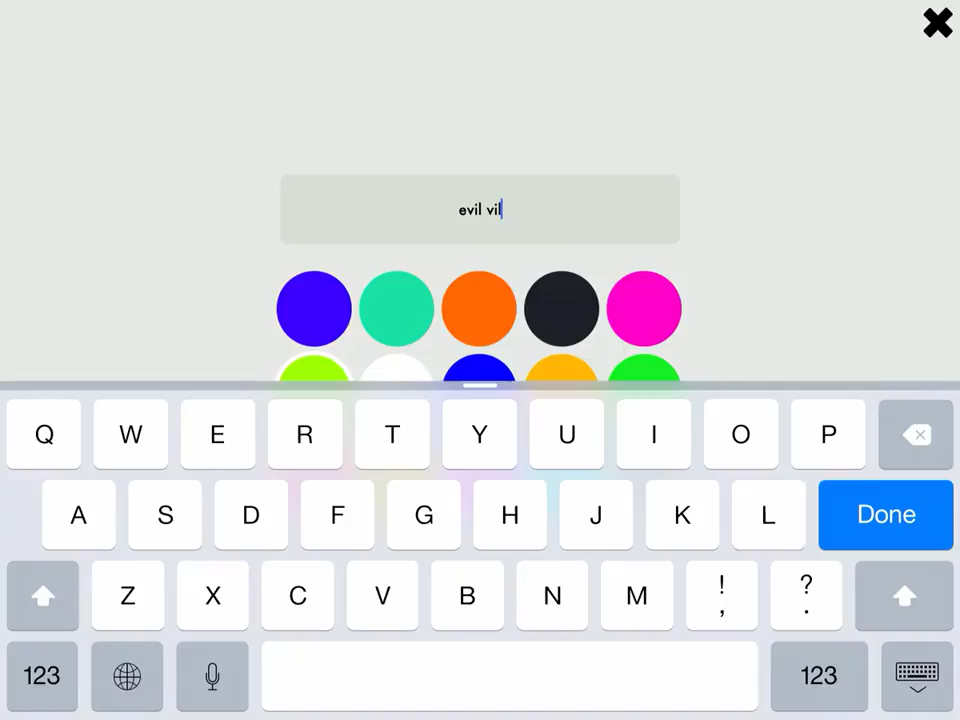 evil vil
Q W E R T Y U I O P
A S D F G H J K L Done
Z X C V B N M ! , ? .
123 123